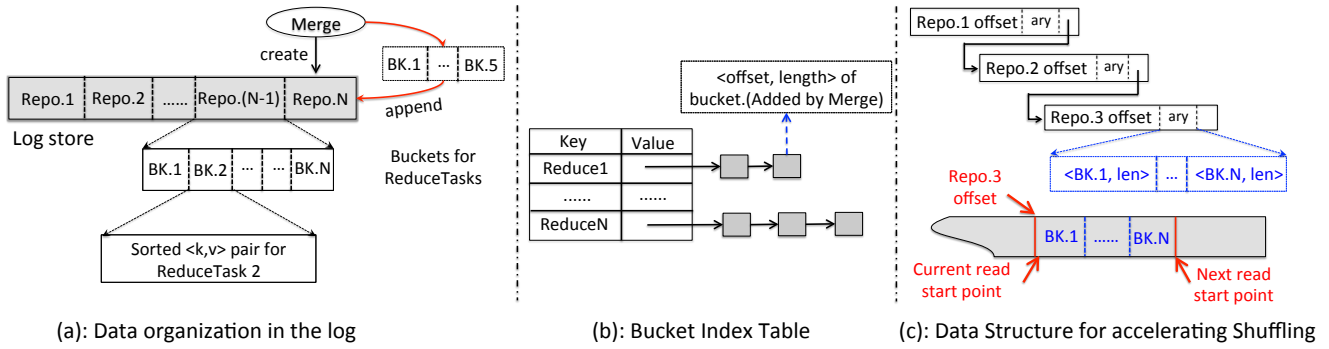 Merge
create
BK.1 ... BK.5
append
Repo.1 Repo.2 ...... Repo.(N-1) Repo.N
Log store
BK.1 BK.2 ... ... BK.N
Buckets for
ReduceTasks
Sorted <k,v> pair for
ReduceTask 2
(a): Data organization in the log
<offset, length> of
bucket.(Added by Merge)
Key Value
Reduce1
...... ......
ReduceN
(b): Bucket Index Table
Repo.1 offset ary
Repo.2 offset ary
Repo.3 offset ary
<BK.1, len> ... <BK.N, len>
Repo.3
offset
BK.1 ...... BK.N
Current read
start point
Next read
start point
(c): Data Structure for accelerating Shuffling